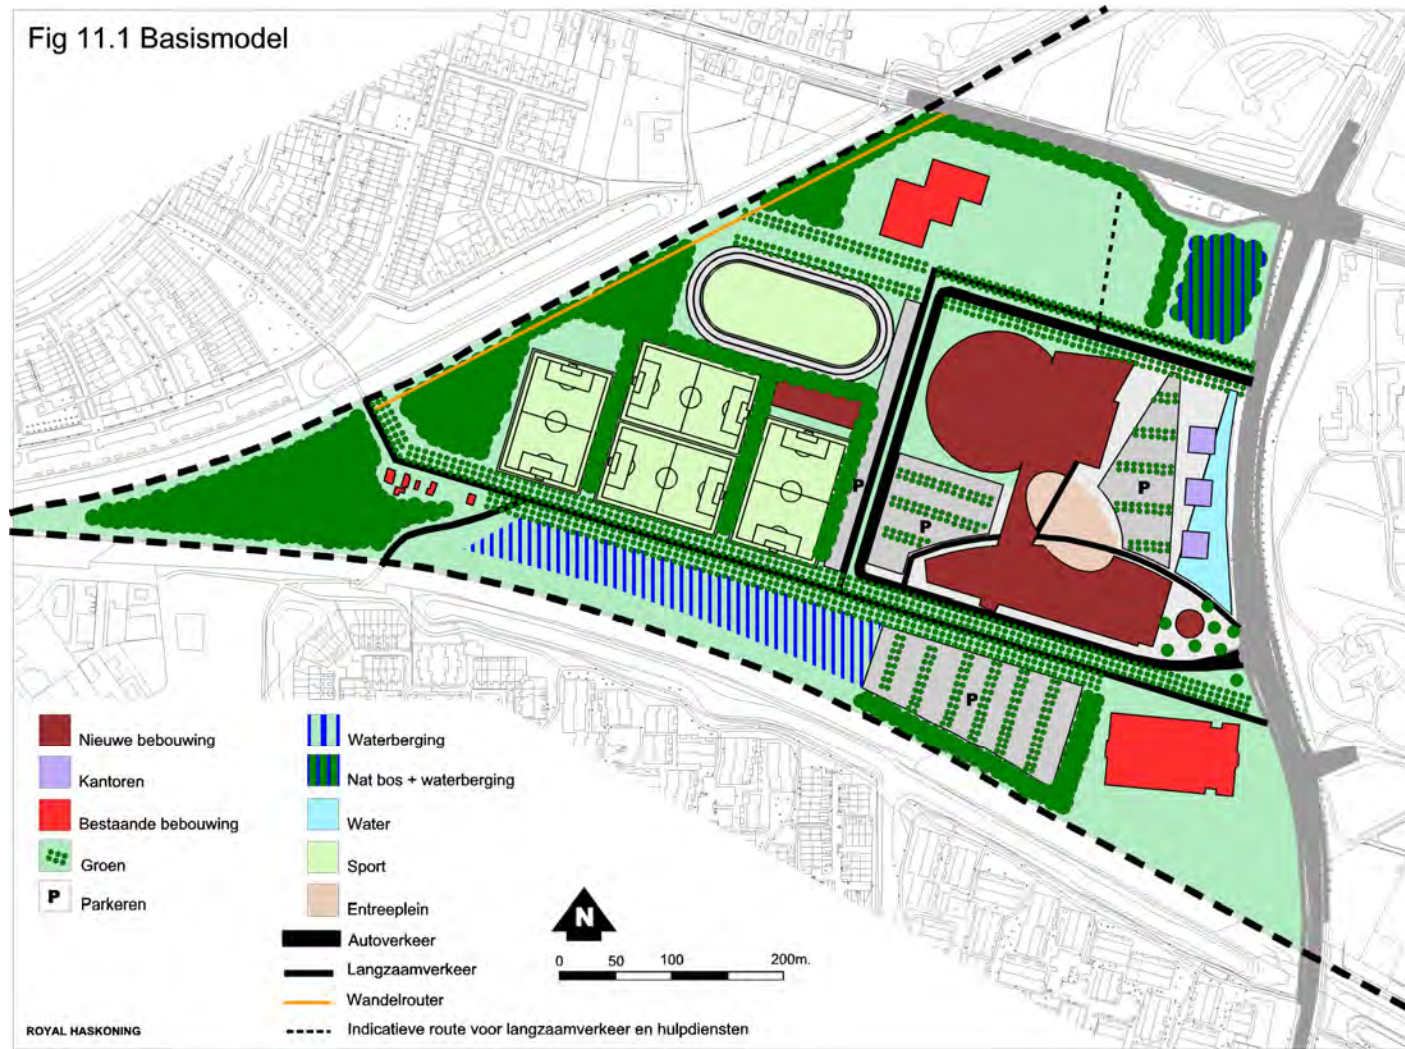 Fig 11.1 Basismodel
P
P
P
P
Nieuwe bebouwing
Kantoren
Bestaande bebouwing
Groen
P Parkeren
Waterberging
Nat bos + waterberging
Water
Sport
Entreeplein
Autoverkeer
Langzaamverkeer
Wandelrouter
Indicatieve route voor langzaamverkeer en hulpdiensten
N
0 50 100 200m.
ROYAL HASKONING